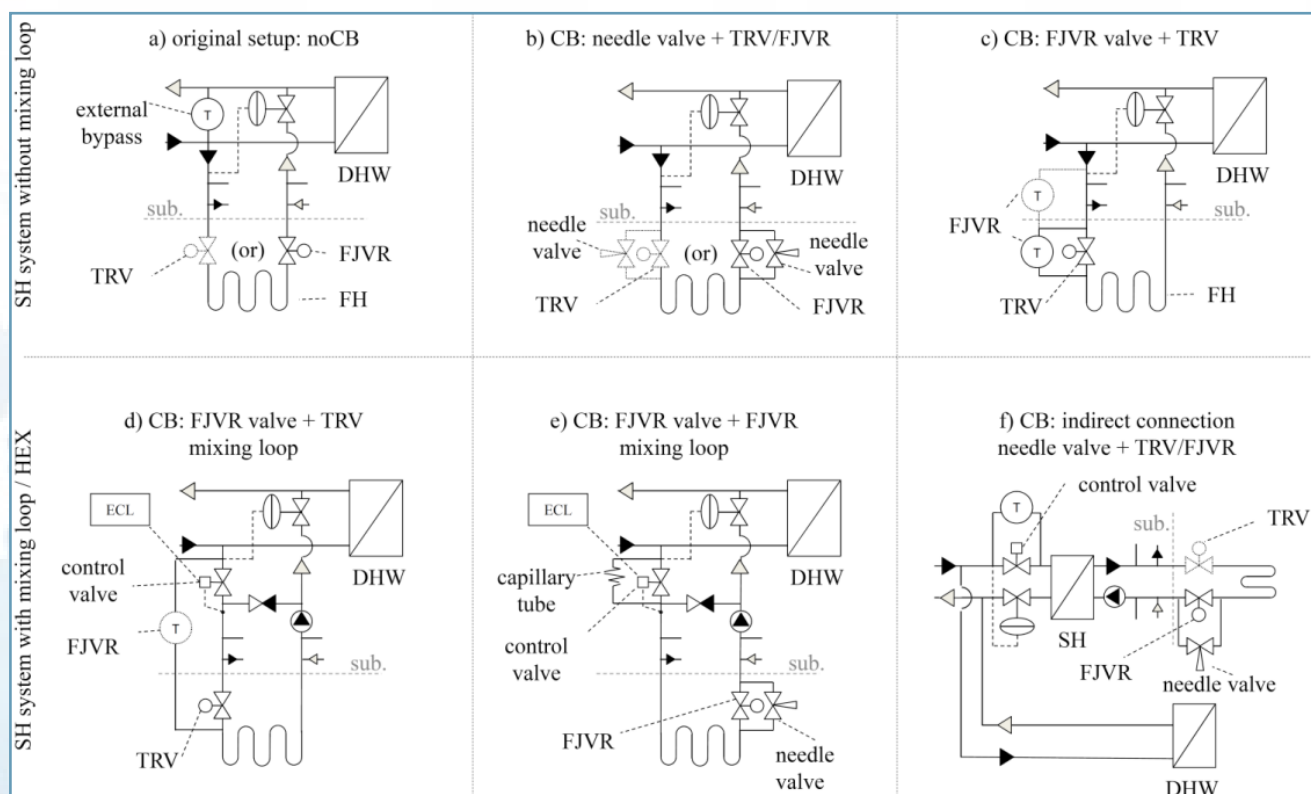 SH system without mixing loop
a) original setup: noCB
external
bypass
T
DHW
sub.
TRV
(or)
FJVR
FH
b) CB: needle valve + TRV/FJVR
DHW
sub.
needle
valve
(or)
needle
valve
TRV
FJVR
c) CB: FJVR valve + TRV
DHW
T
FJVR
sub.
T
TRV
FH
SH system with mixing loop / HEX
d) CB: FJVR valve + TRV
mixing loop
ECL
control
valve
DHW
FJVR
T
sub.
TRV
e) CB: FJVR valve + FJVR
mixing loop
ECL
capillary
tube
DHW
control
valve
sub.
FJVR
needle
valve
f) CB: indirect connection
needle valve + TRV/FJVR
control valve
T
sub.
TRV
SH
FJVR
needle valve
DHW